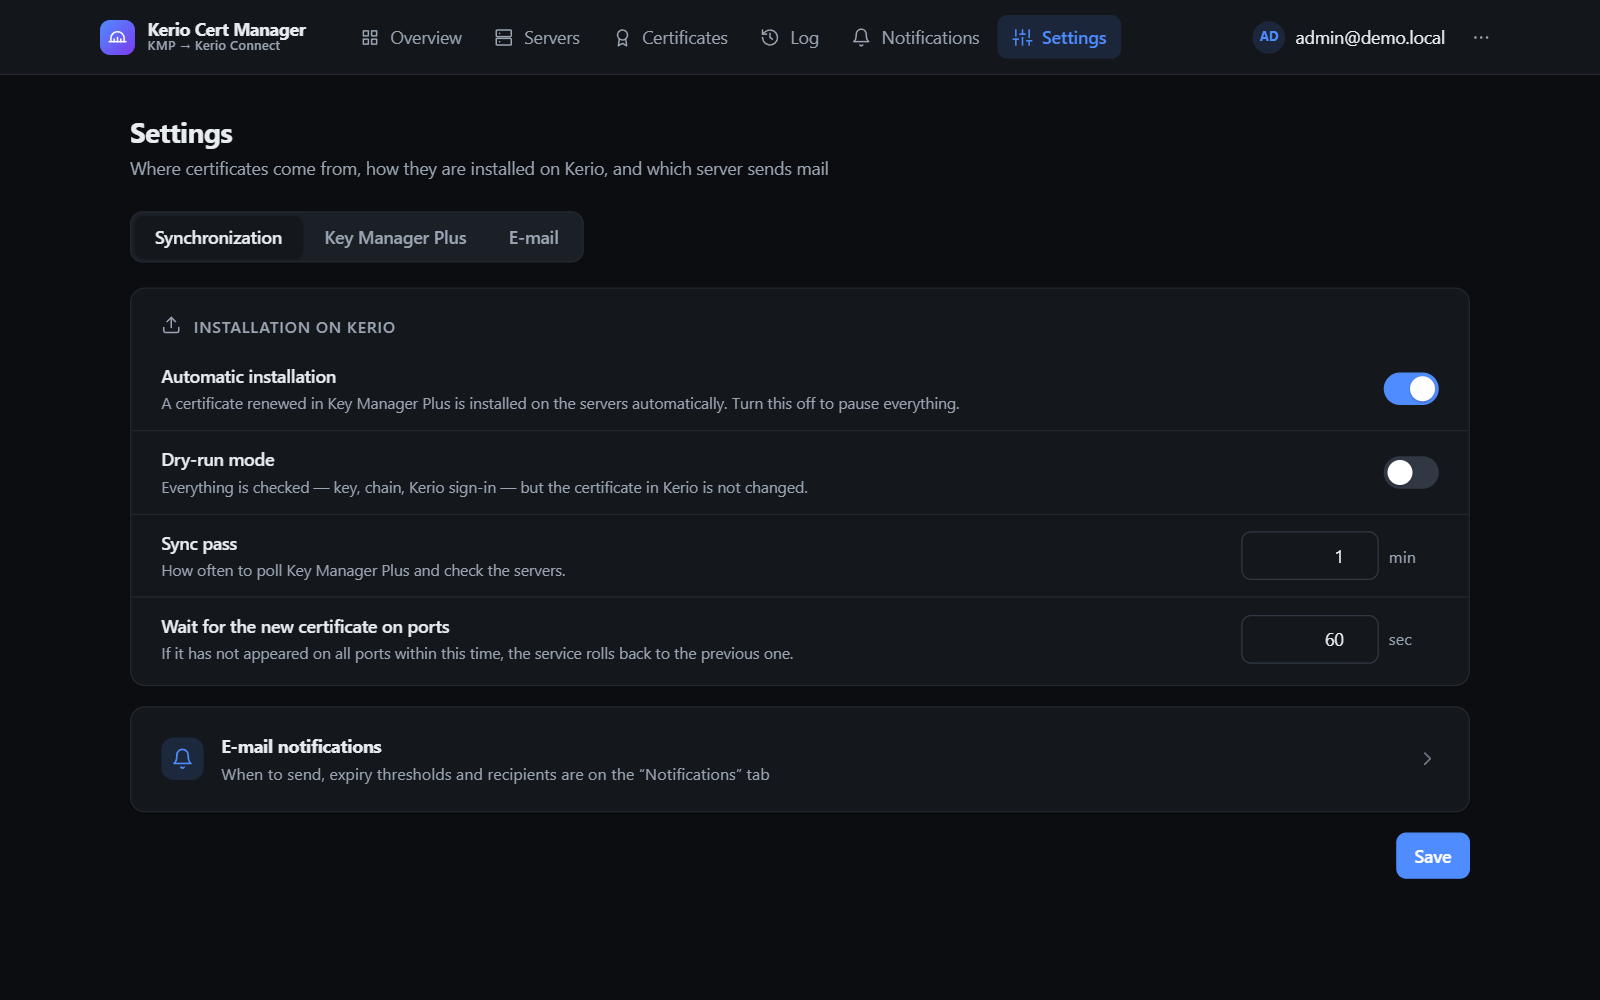 Kerio Cert Manager
KMP → Kerio Connect
Overview
Servers
Certificates
Log
Notifications
Settings
AD
admin@demo.local
Settings
Where certificates come from, how they are installed on Kerio, and which server sends mail
Synchronization
Key Manager Plus
E-mail
INSTALLATION ON KERIO
Automatic installation
A certificate renewed in Key Manager Plus is installed on the servers automatically. Turn this off to pause everything.
Dry-run mode
Everything is checked — key, chain, Kerio sign-in — but the certificate in Kerio is not changed.
Sync pass
How often to poll Key Manager Plus and check the servers.
1 min
Wait for the new certificate on ports
If it has not appeared on all ports within this time, the service rolls back to the previous one.
60 sec
E-mail notifications
When to send, expiry thresholds and recipients are on the “Notifications” tab
Save